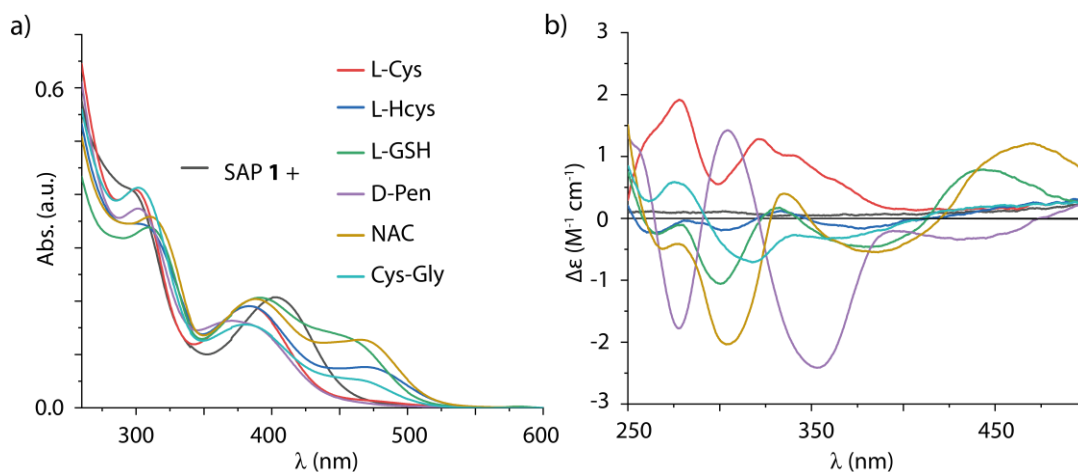 a)
Abs. (a.u.)
0.6
0.0
300
400
500
600
λ (nm)
SAP 1 +
L-Cys
L-Hcys
L-GSH
D-Pen
NAC
Cys-Gly
b)
Δε (M⁻¹ cm⁻¹)
3
2
1
0
-1
-2
-3
250
350
450
λ (nm)